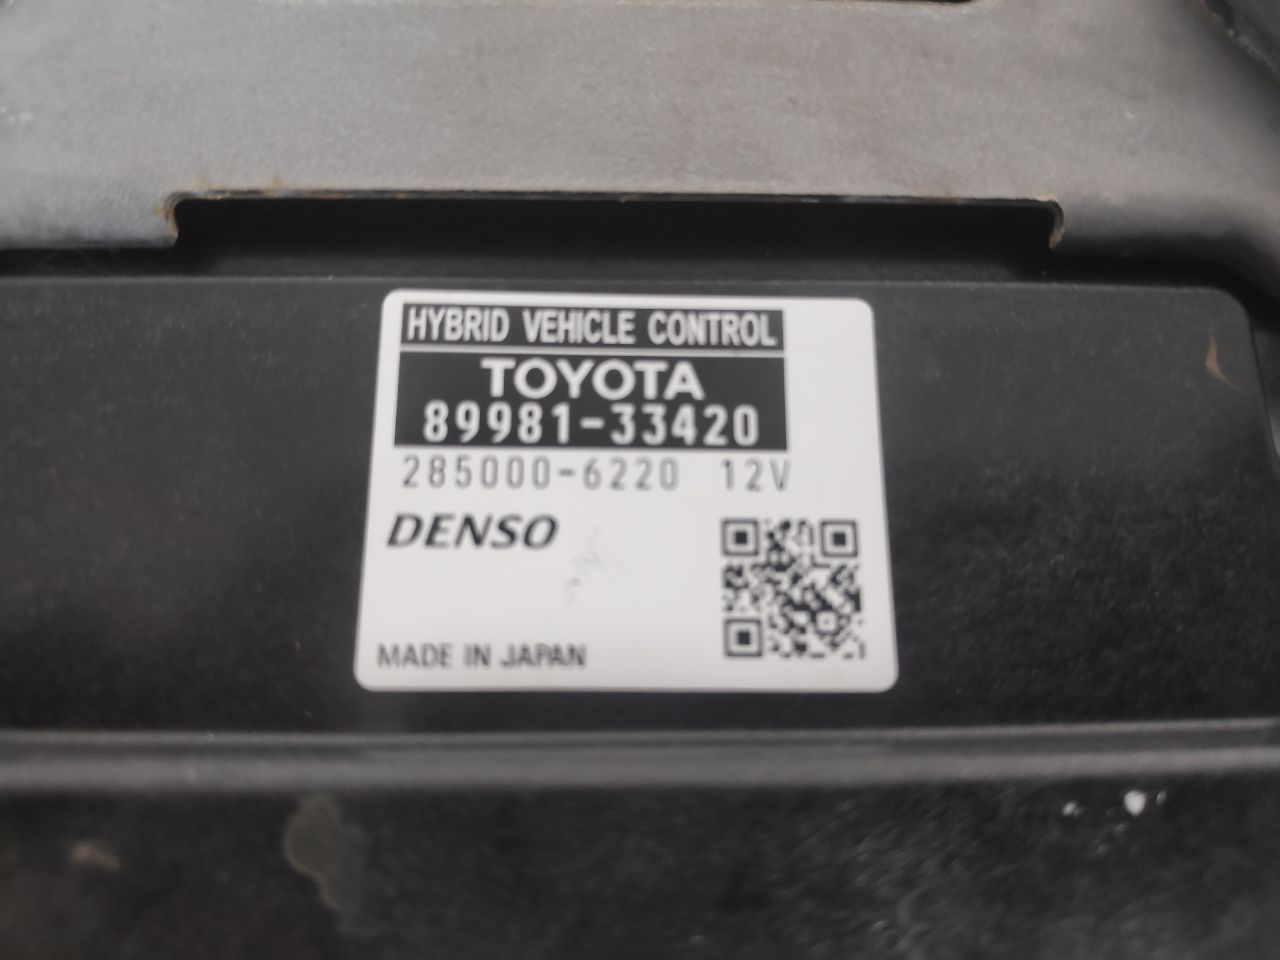 HYBRID VEHICLE CONTROL
TOYOTA
89981-33420
285000-6220 12V
DENSO
MADE IN JAPAN